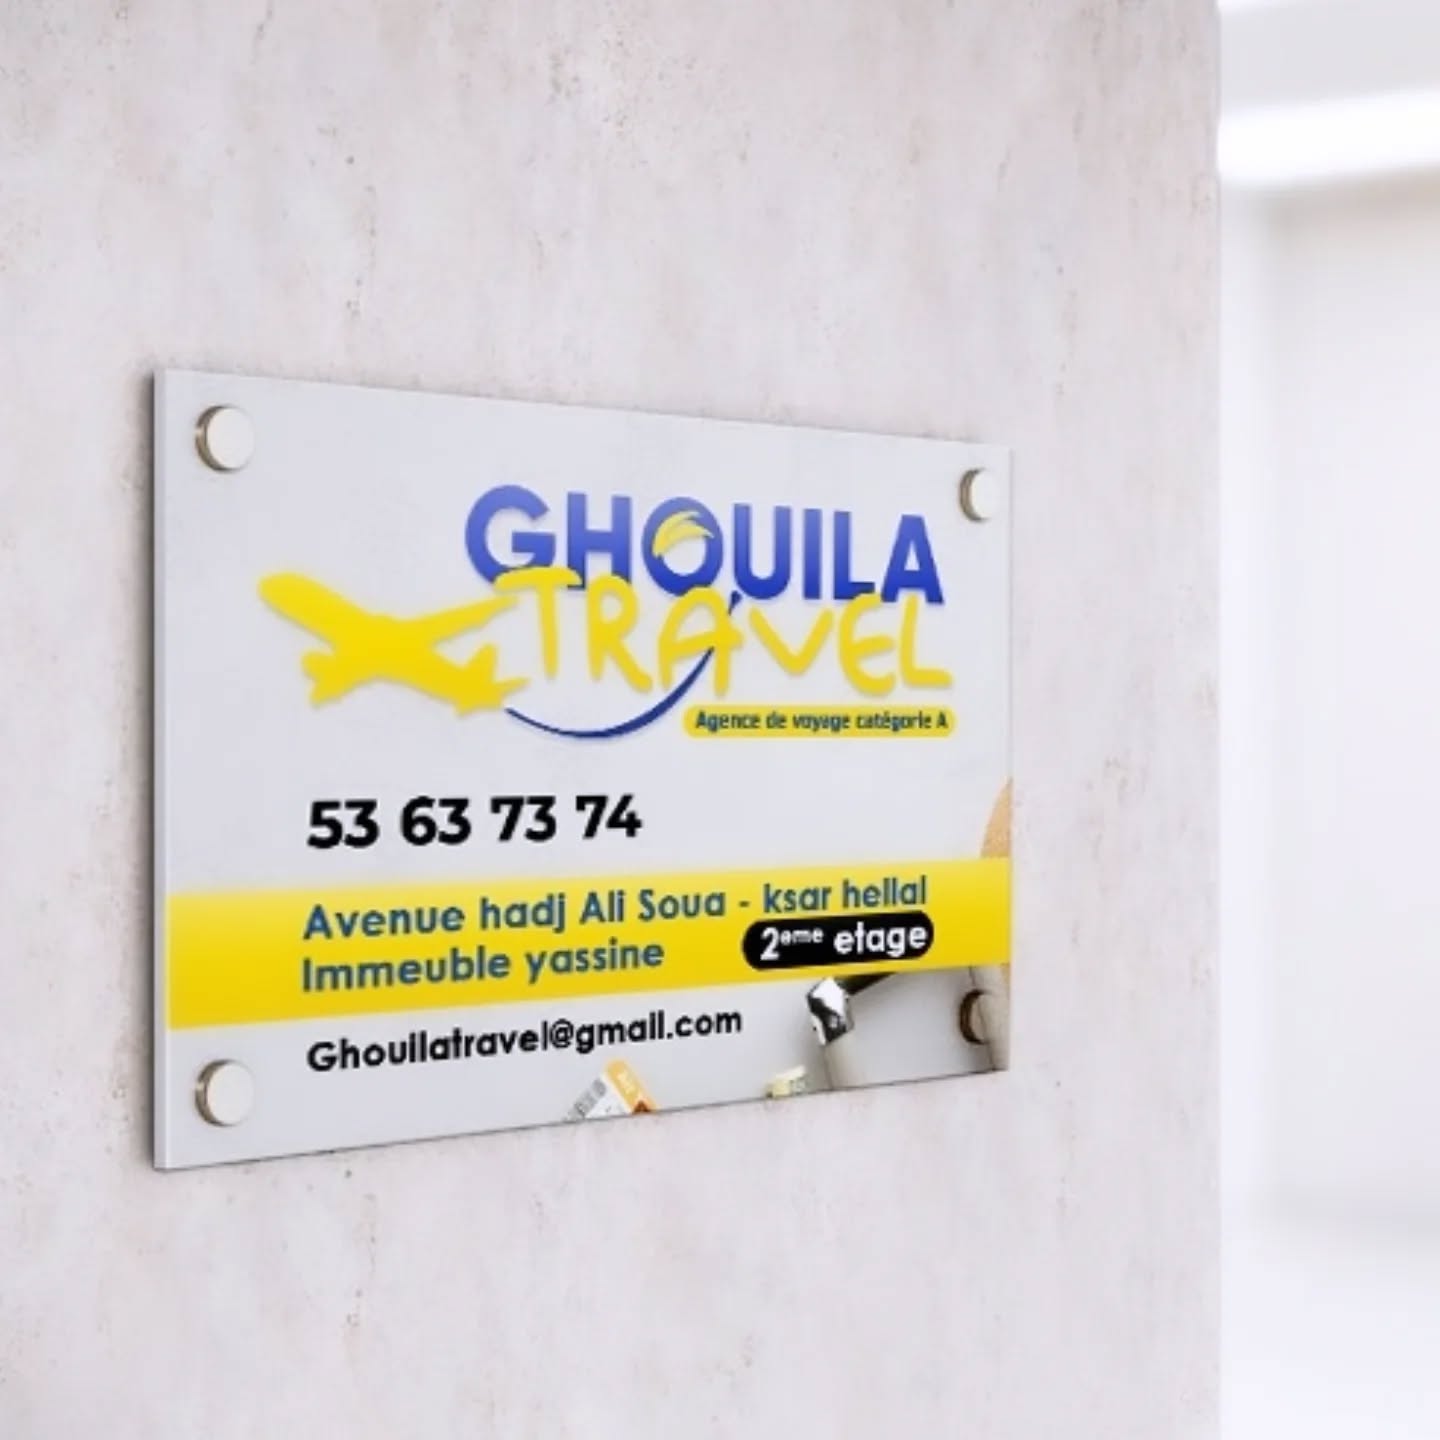 GHOUILA
TRAVEL
Agence de voyage catégorie A
53 63 73 74
Avenue hadj Ali Soua - ksar hellal
Immeuble yassine
2eme etage
Ghouilatravel@gmail.com